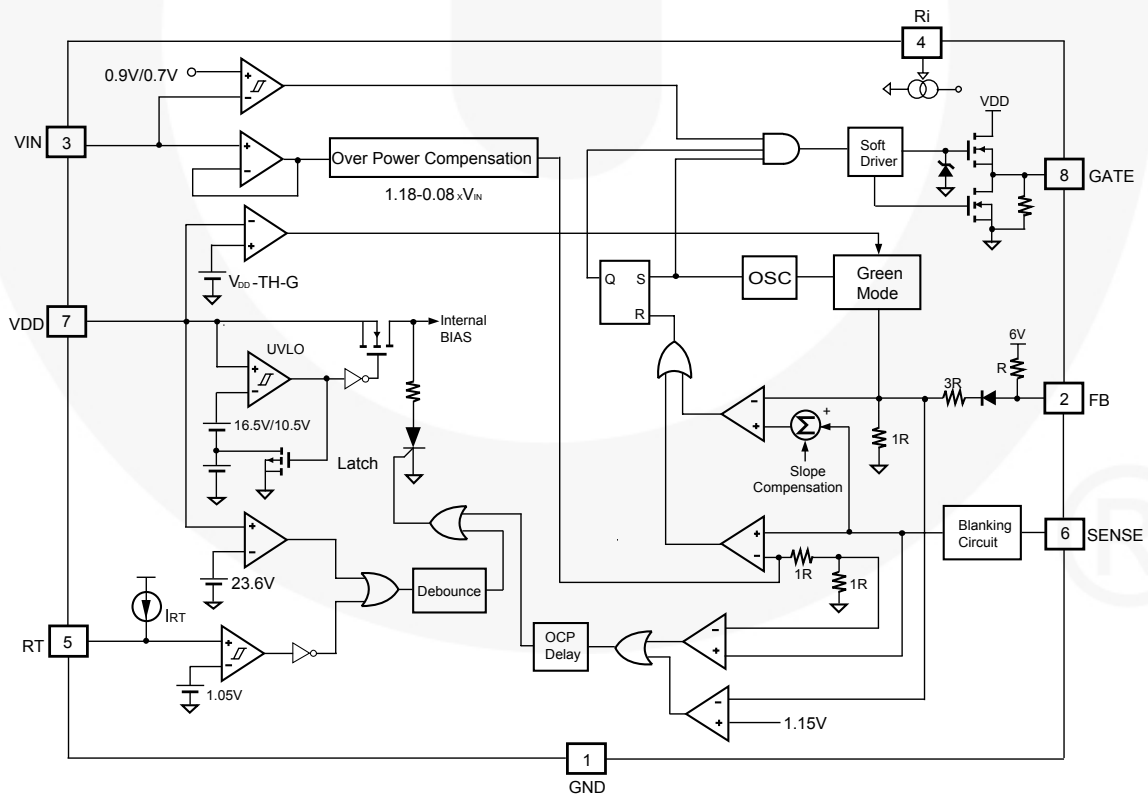 Ri
4
0.9V/0.7V
VDD
VIN
3
Over Power Compensation
Soft
Driver
8
GATE
1.18-0.08 x VIN
VDD-TH-G
Q
S
R
OSC
Green
Mode
VDD
7
Internal
BIAS
UVLO
6V
R
3R
2
FB
16.5V/10.5V
1R
Latch
Σ
+
Slope
Compensation
Blanking
Circuit
6
SENSE
23.6V
Debounce
1R
1R
IRT
RT
5
OCP
Delay
1.05V
1.15V
1
GND
®